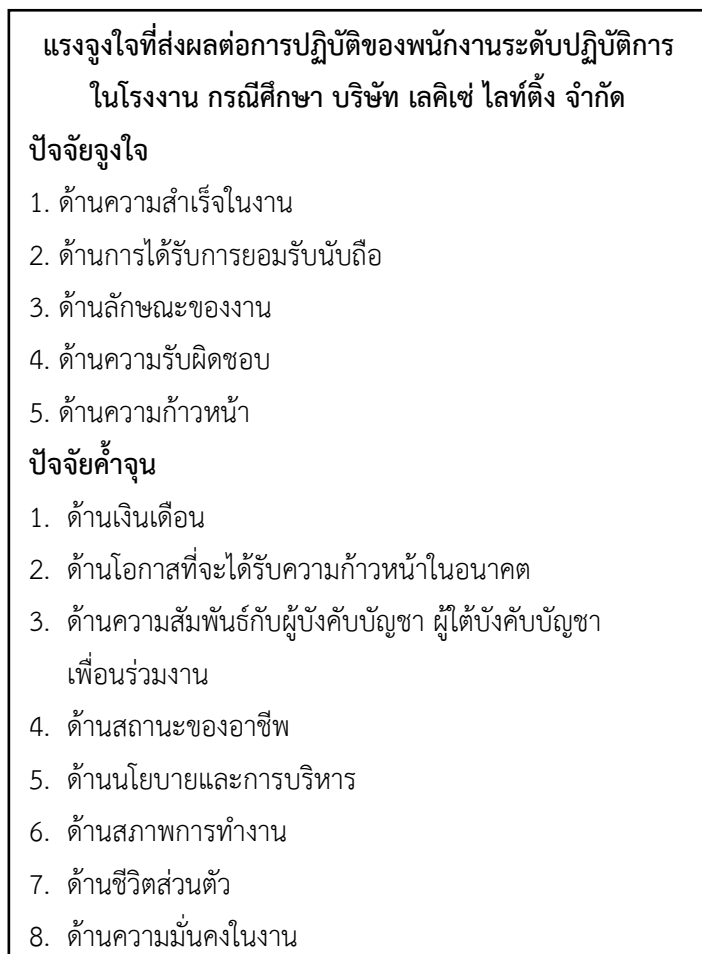 แรงจูงใจที่ส่งผลต่อการปฏิบัติของพนักงานระดับปฏิบัติการ
ในโรงงาน กรณีศึกษา บริษัท เลคิเซ่ ไลท์ติ้ง จำกัด
ปัจจัยจูงใจ
1. ด้านความสำเร็จในงาน
2. ด้านการได้รับการยอมรับนับถือ
3. ด้านลักษณะของงาน
4. ด้านความรับผิดชอบ
5. ด้านความก้าวหน้า
ปัจจัยค้ำจุน
1. ด้านเงินเดือน
2. ด้านโอกาสที่จะได้รับความก้าวหน้าในอนาคต
3. ด้านความสัมพันธ์กับผู้บังคับบัญชา ผู้ใต้บังคับบัญชา
เพื่อนร่วมงาน
4. ด้านสถานะของอาชีพ
5. ด้านนโยบายและการบริหาร
6. ด้านสภาพการทำงาน
7. ด้านชีวิตส่วนตัว
8. ด้านความมั่นคงในงาน